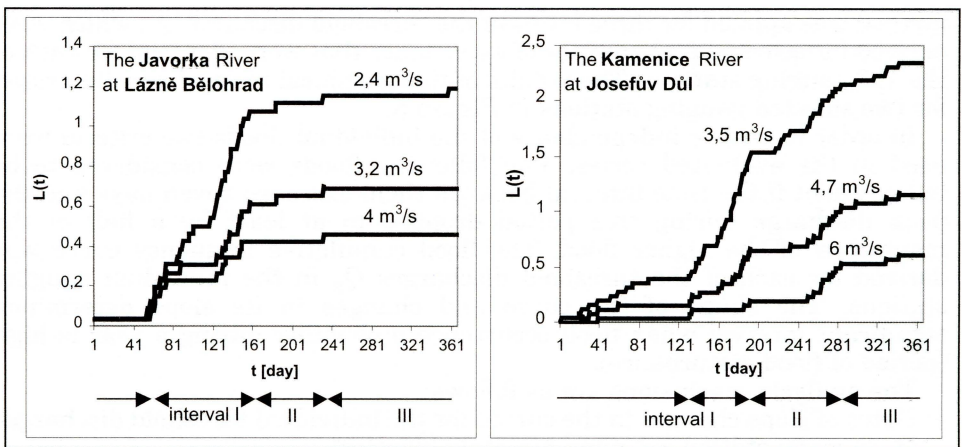 The Javorka River
at Lázně Bělohrad
1,4
1,2
1
0,8
0,6
0,4
0,2
0
L(t)
2,4 m³/s
3,2 m³/s
4 m³/s
1 41 81 121 161 201 241 281 321 361
t [day]
interval I II III
The Kamenice River
at Josefův Důl
2,5
2
1,5
1
0,5
0
L(t)
3,5 m³/s
4,7 m³/s
6 m³/s
1 41 81 121 161 201 241 281 321 361
t [day]
interval I II III